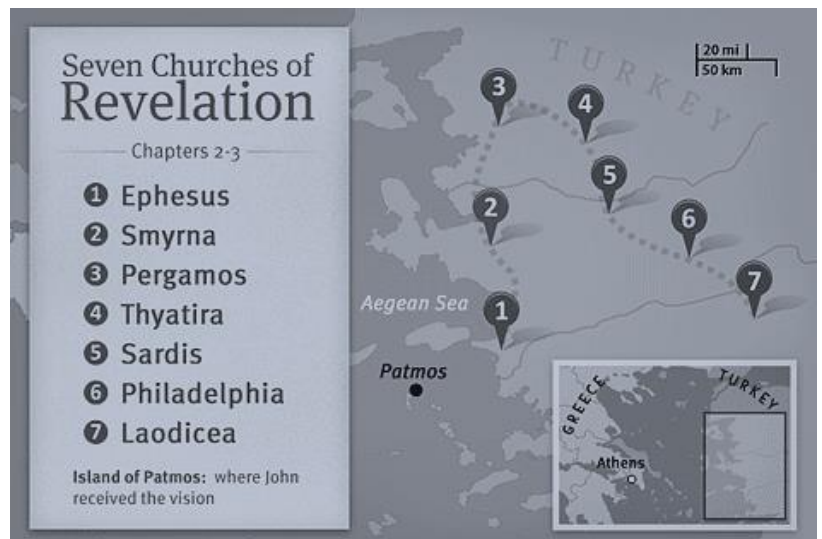 Seven Churches of
Revelation
Chapters 2-3
1 Ephesus
2 Smyrna
3 Pergamos
4 Thyatira
5 Sardis
6 Philadelphia
7 Laodicea
Island of Patmos: where John
received the vision
TURKEY
20 mi
50 km
3
4
5
2
6
7
1
Aegean Sea
Patmos
GREECE
TURKEY
Athens